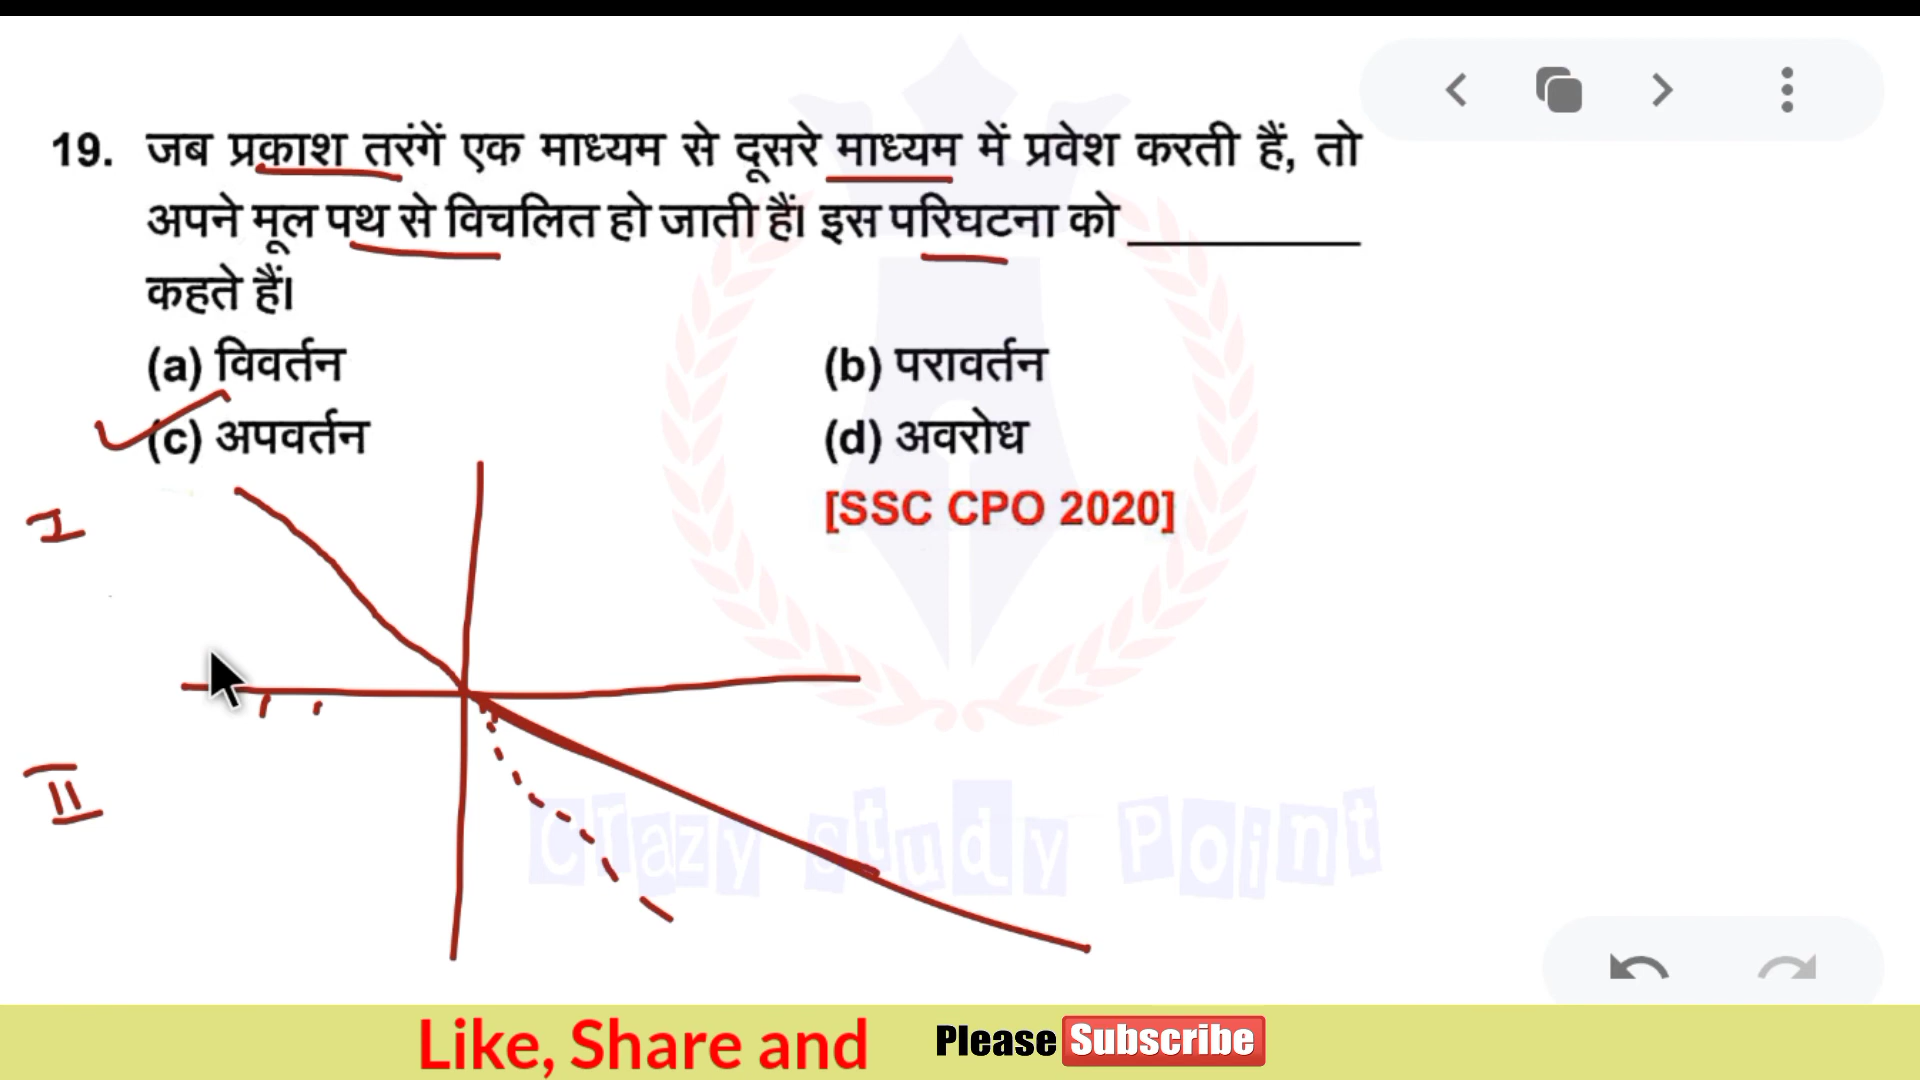 19. जब प्रकाश तरंगें एक माध्यम से दूसरे माध्यम में प्रवेश करती हैं, तो
अपने मूल पथ से विचलित हो जाती हैं। इस परिघटना को __________
कहते हैं।
(a) विवर्तन (b) परावर्तन
(c) अपवर्तन (d) अवरोध
[SSC CPO 2020]
I
II
Crazy study Point
Like, Share and Please Subscribe